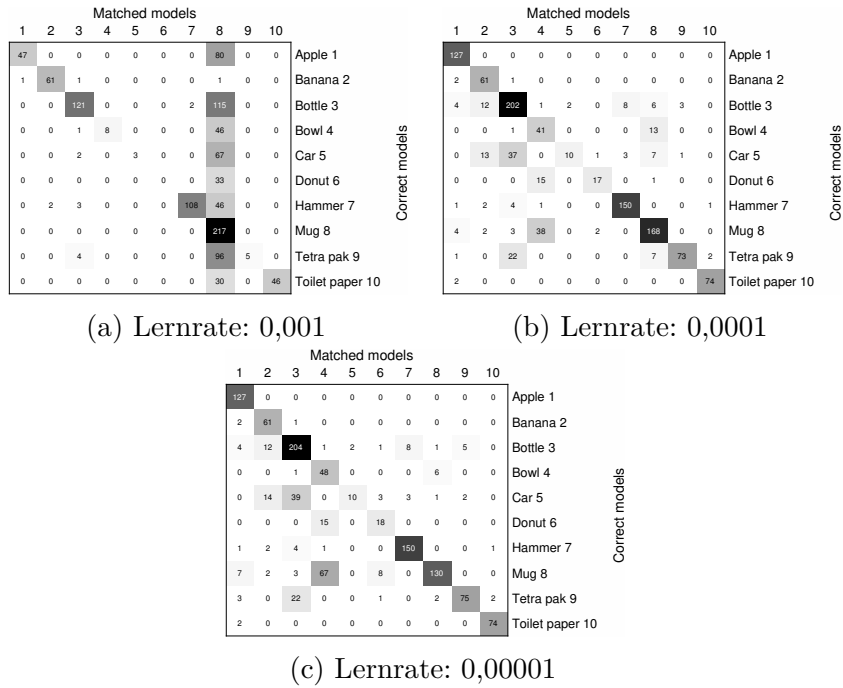 Matched models
1 2 3 4 5 6 7 8 9 10
47 0 0 0 0 0 0 80 0 0 Apple 1
1 61 1 0 0 0 0 1 0 0 Banana 2
0 0 121 0 0 0 2 115 0 0 Bottle 3
0 0 1 8 0 0 0 46 0 0 Bowl 4
0 0 2 0 3 0 0 67 0 0 Car 5
0 0 0 0 0 0 0 33 0 0 Donut 6
0 2 3 0 0 0 108 46 0 0 Hammer 7
0 0 0 0 0 0 0 217 0 0 Mug 8
0 0 4 0 0 0 0 96 5 0 Tetra pak 9
0 0 0 0 0 0 0 30 0 46 Toilet paper 10
Correct models
(a) Lernrate: 0,001
Matched models
1 2 3 4 5 6 7 8 9 10
127 0 0 0 0 0 0 0 0 0 Apple 1
2 61 1 0 0 0 0 0 0 0 Banana 2
4 12 202 1 2 0 8 6 3 0 Bottle 3
0 0 1 41 0 0 0 13 0 0 Bowl 4
0 13 37 0 10 1 3 7 1 0 Car 5
0 0 0 15 0 17 0 1 0 0 Donut 6
1 2 4 1 0 0 150 0 0 1 Hammer 7
4 2 3 38 0 2 0 168 0 0 Mug 8
1 0 22 0 0 0 0 7 73 2 Tetra pak 9
2 0 0 0 0 0 0 0 0 74 Toilet paper 10
Correct models
(b) Lernrate: 0,0001
Matched models
1 2 3 4 5 6 7 8 9 10
127 0 0 0 0 0 0 0 0 0 Apple 1
2 61 1 0 0 0 0 0 0 0 Banana 2
4 12 204 1 2 1 8 1 5 0 Bottle 3
0 0 1 48 0 0 0 6 0 0 Bowl 4
0 14 39 0 10 3 3 1 2 0 Car 5
0 0 0 15 0 18 0 0 0 0 Donut 6
1 2 4 1 0 0 150 0 0 1 Hammer 7
7 2 3 67 0 8 0 130 0 0 Mug 8
3 0 22 0 0 1 0 2 75 2 Tetra pak 9
2 0 0 0 0 0 0 0 0 74 Toilet paper 10
Correct models
(c) Lernrate: 0,00001